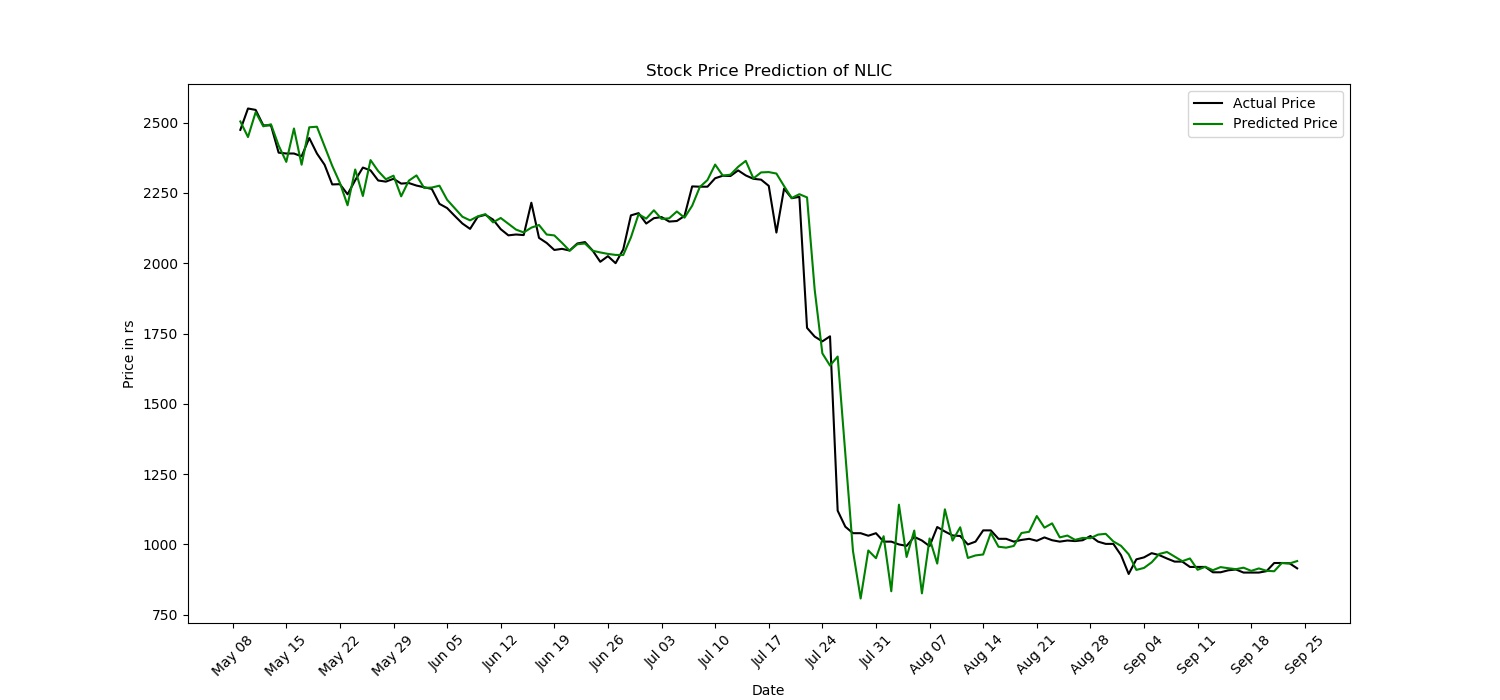 Stock Price Prediction of NLIC
Actual Price
Predicted Price
Price in rs
2500
2250
2000
1750
1500
1250
1000
750
May 08 May 15 May 22 May 29 Jun 05 Jun 12 Jun 19 Jun 26 Jul 03 Jul 10 Jul 17 Jul 24 Jul 31 Aug 07 Aug 14 Aug 21 Aug 28 Sep 04 Sep 11 Sep 18 Sep 25
Date